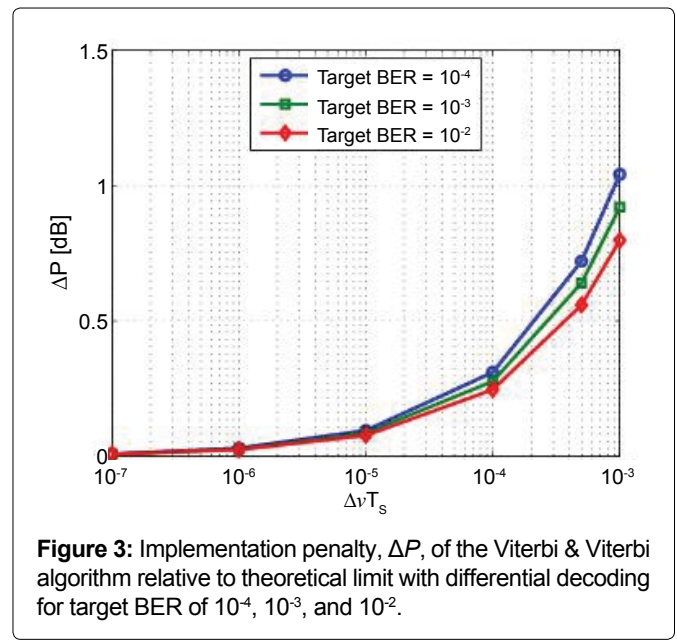 1.5
Target BER = 10⁻⁴
Target BER = 10⁻³
Target BER = 10⁻²
1
ΔP [dB]
0.5
0
10⁻⁷ 10⁻⁶ 10⁻⁵ 10⁻⁴ 10⁻³
ΔνTₛ
Figure 3: Implementation penalty, ΔP, of the Viterbi & Viterbi
algorithm relative to theoretical limit with differential decoding
for target BER of 10⁻⁴, 10⁻³, and 10⁻².